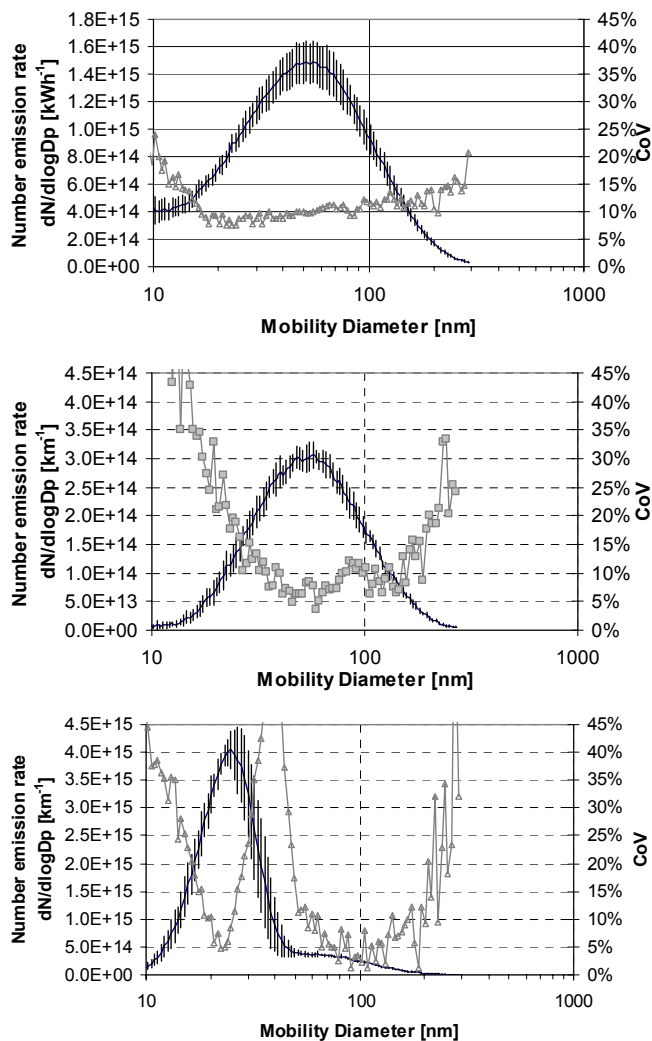 1.8E+15 45%
1.6E+15 40%
1.4E+15 35%
1.2E+15 30%
1.0E+15 25%
8.0E+14 20%
6.0E+14 15%
4.0E+14 10%
2.0E+14 5%
0.0E+00 0%
Number emission rate
dN/dlogDp [kWh-1]
CoV
10 100 1000
Mobility Diameter [nm]
4.5E+14 45%
4.0E+14 40%
3.5E+14 35%
3.0E+14 30%
2.5E+14 25%
2.0E+14 20%
1.5E+14 15%
1.0E+14 10%
5.0E+13 5%
0.0E+00 0%
Number emission rate
dN/dlogDp [km-1]
CoV
10 100 1000
Mobility Diameter [nm]
4.5E+15 45%
4.0E+15 40%
3.5E+15 35%
3.0E+15 30%
2.5E+15 25%
2.0E+15 20%
1.5E+15 15%
1.0E+15 10%
5.0E+14 5%
0.0E+00 0%
Number emission rate
dN/dlogDp [km-1]
CoV
10 100 1000
Mobility Diameter [nm]